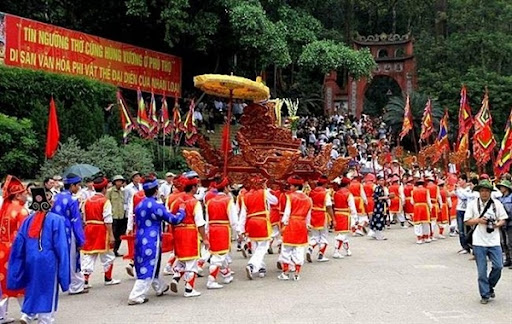 TÍN NGƯỠNG THỜ CÚNG HÙNG VƯƠNG Ở PHÚ THỌ
DI SẢN VĂN HÓA PHI VẬT THỂ ĐẠI DIỆN CỦA NHÂN LOẠI